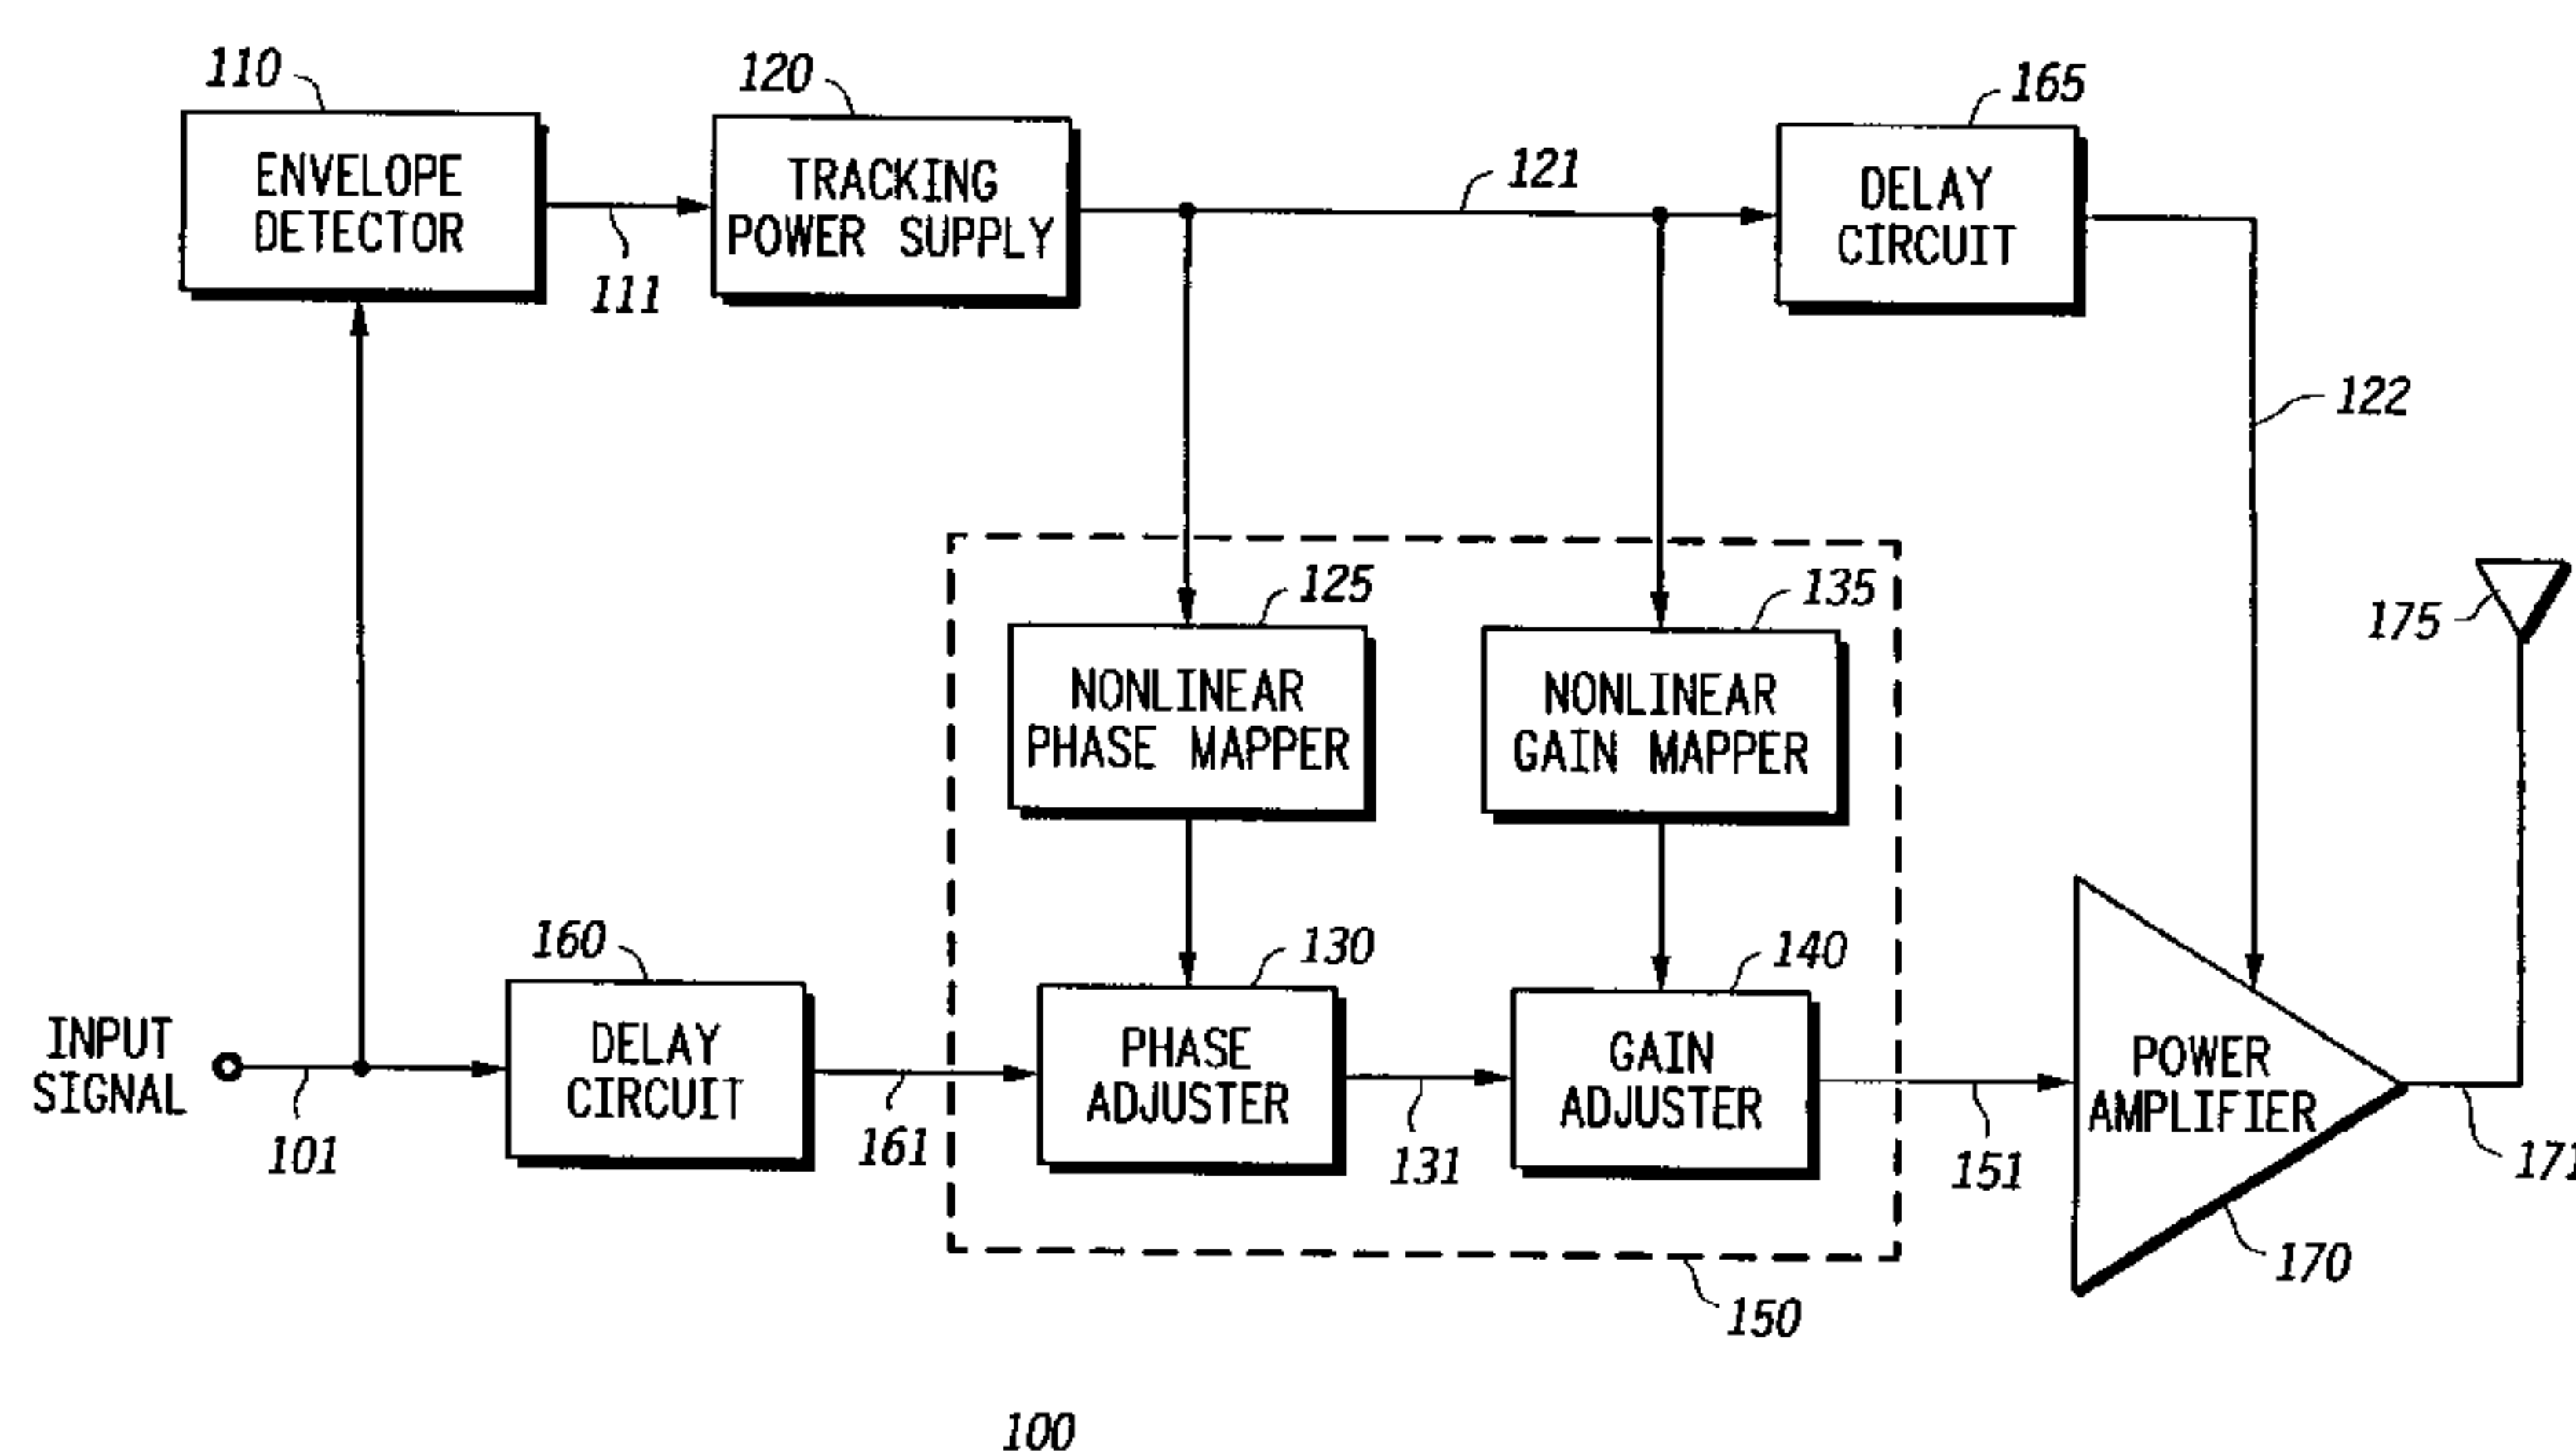 110
120
165
ENVELOPE
DETECTOR
TRACKING
POWER SUPPLY
121
DELAY
CIRCUIT
111
122
125
135
175
NONLINEAR
PHASE MAPPER
NONLINEAR
GAIN MAPPER
160
130
140
INPUT
SIGNAL
DELAY
CIRCUIT
PHASE
ADJUSTER
GAIN
ADJUSTER
POWER
AMPLIFIER
101
161
131
151
171
170
150
100